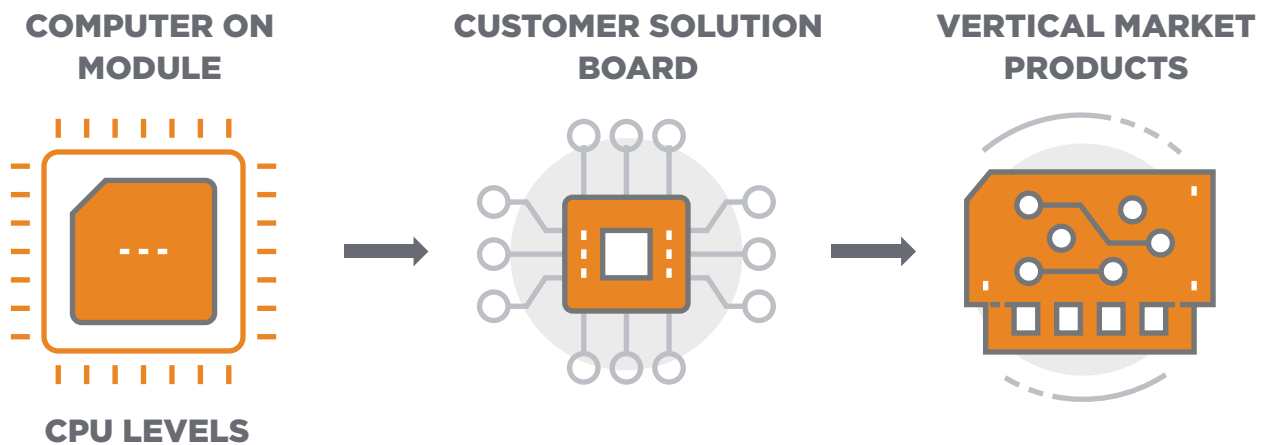 COMPUTER ON
MODULE
CUSTOMER SOLUTION
BOARD
VERTICAL MARKET
PRODUCTS
CPU LEVELS